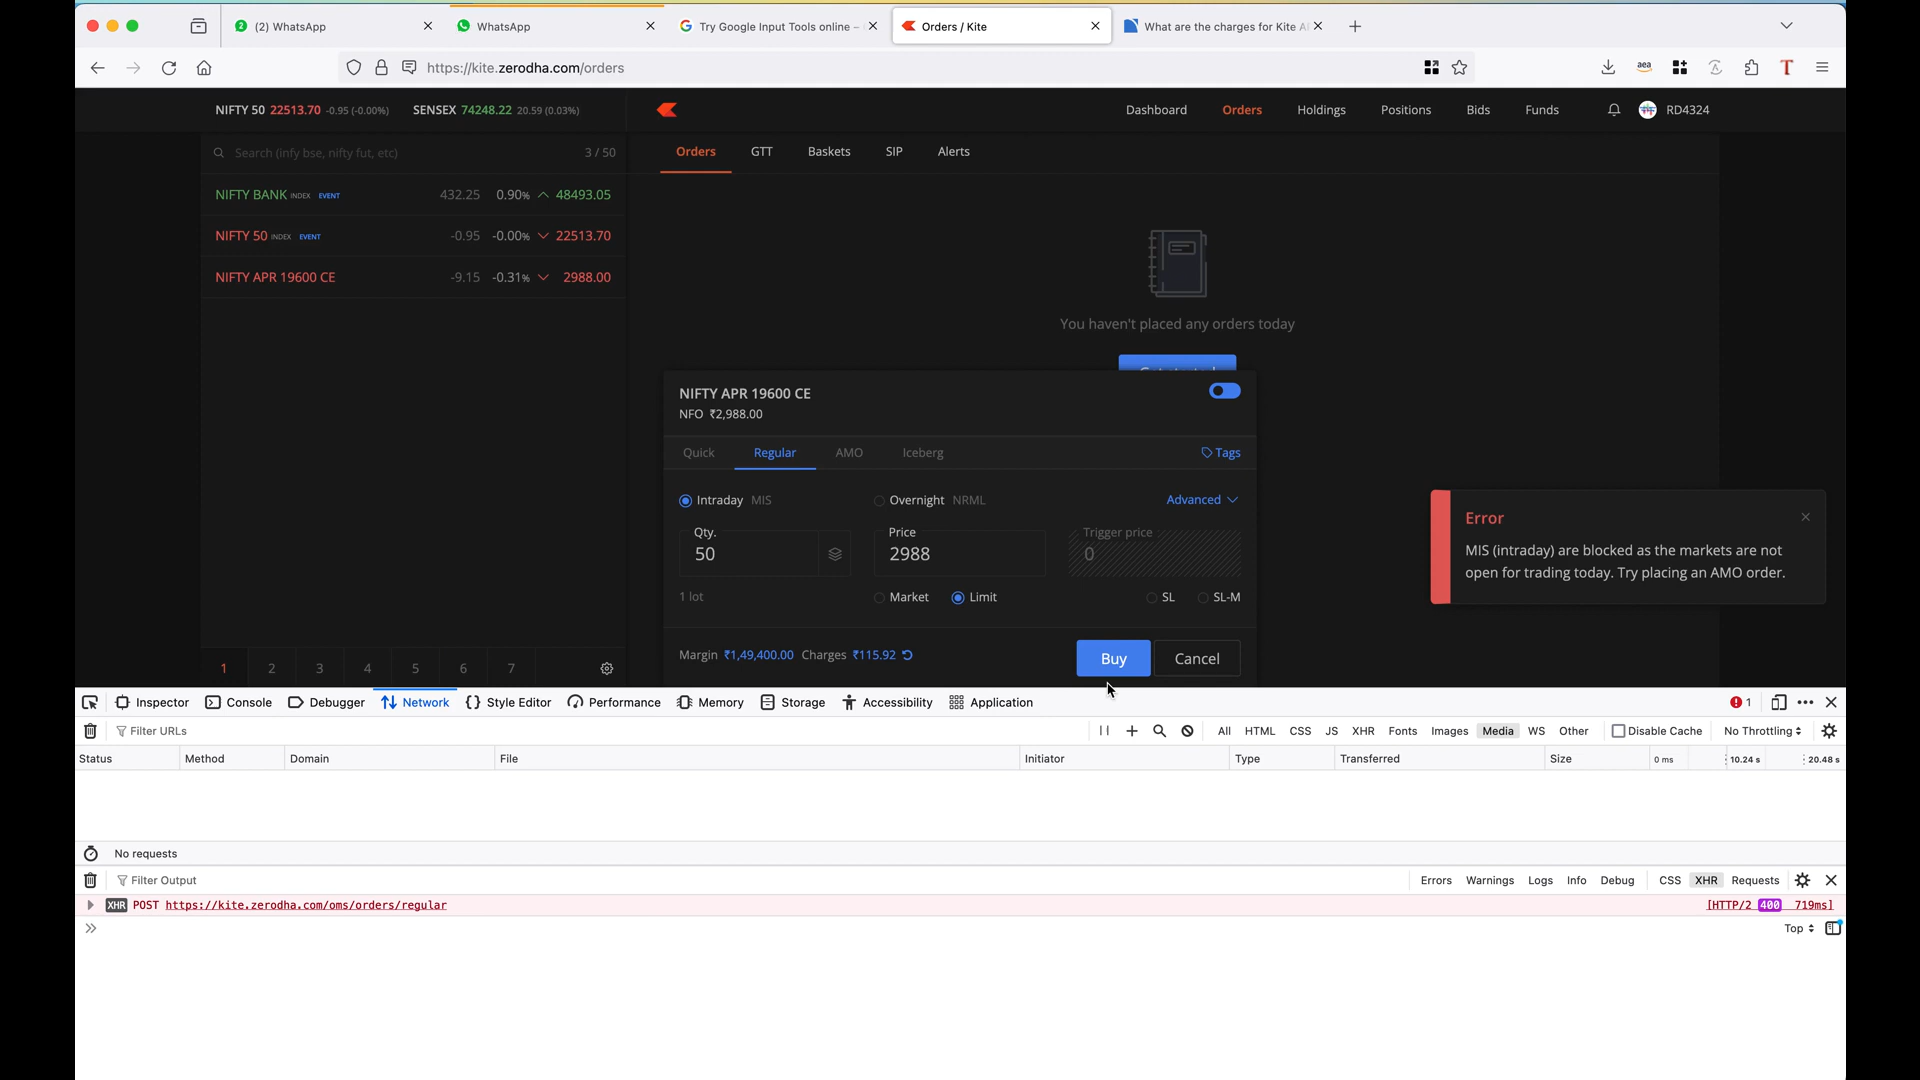 (2) WhatsApp
WhatsApp
Try Google Input Tools online –
Orders / Kite
What are the charges for Kite A
https://kite.zerodha.com/orders
NIFTY 50 22513.70 -0.95 (-0.00%) SENSEX 74248.22 20.59 (0.03%)
Dashboard Orders Holdings Positions Bids Funds RD4324
Search (infy bse, nifty fut, etc) 3 / 50
Orders GTT Baskets SIP Alerts
NIFTY BANK INDEX EVENT 432.25 0.90% 48493.05
NIFTY 50 INDEX EVENT -0.95 -0.00% 22513.70
NIFTY APR 19600 CE -9.15 -0.31% 2988.00
You haven't placed any orders today
NIFTY APR 19600 CE
NFO ₹2,988.00
Quick Regular AMO Iceberg Tags
Intraday MIS Overnight NRML Advanced
Qty. Price Trigger price
50 2988 0
1 lot Market Limit SL SL-M
Margin ₹1,49,400.00 Charges ₹115.92 Buy Cancel
Error
MIS (intraday) are blocked as the markets are not
open for trading today. Try placing an AMO order.
1 2 3 4 5 6 7
Inspector Console Debugger Network Style Editor Performance Memory Storage Accessibility Application 1
Filter URLs All HTML CSS JS XHR Fonts Images Media WS Other Disable Cache No Throttling
Status Method Domain File Initiator Type Transferred Size 0 ms 10.24 s 20.48 s
No requests
Filter Output Errors Warnings Logs Info Debug CSS XHR Requests
XHR POST https://kite.zerodha.com/oms/orders/regular [HTTP/2 400 719ms]
Top